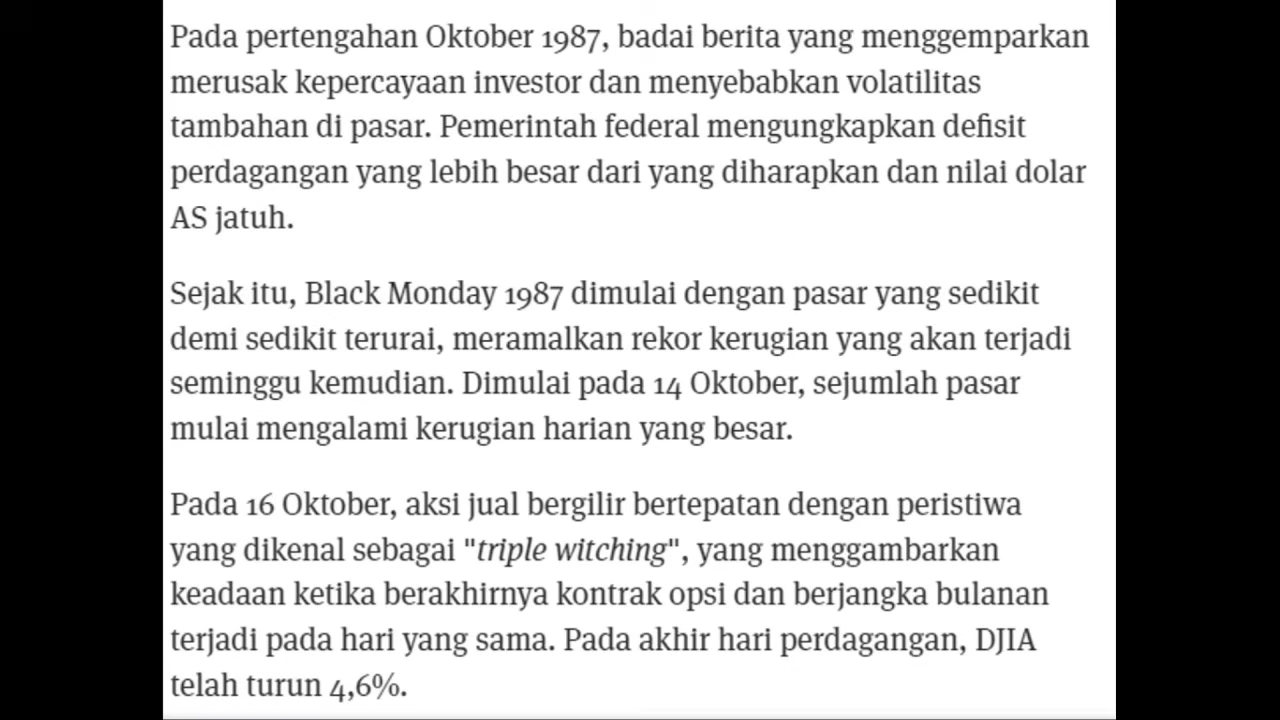 Pada pertengahan Oktober 1987, badai berita yang menggemparkan
merusak kepercayaan investor dan menyebabkan volatilitas
tambahan di pasar. Pemerintah federal mengungkapkan defisit
perdagangan yang lebih besar dari yang diharapkan dan nilai dolar
AS jatuh.
Sejak itu, Black Monday 1987 dimulai dengan pasar yang sedikit
demi sedikit terurai, meramalkan rekor kerugian yang akan terjadi
seminggu kemudian. Dimulai pada 14 Oktober, sejumlah pasar
mulai mengalami kerugian harian yang besar.
Pada 16 Oktober, aksi jual bergilir bertepatan dengan peristiwa
yang dikenal sebagai "triple witching", yang menggambarkan
keadaan ketika berakhirnya kontrak opsi dan berjangka bulanan
terjadi pada hari yang sama. Pada akhir hari perdagangan, DJIA
telah turun 4,6%.